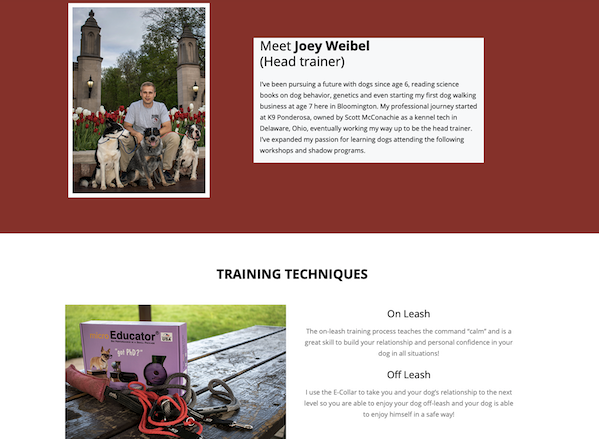 Meet Joey Weibel
(Head trainer)
I've been pursuing a future with dogs since age 6, reading science
books on dog behavior, genetics and even starting my first dog walking
business at age 7 here in Bloomington. My professional journey started
at K9 Ponderosa, owned by Scott McConachie as a kennel tech in
Delaware, Ohio, eventually working my way up to be the head trainer.
I've expanded my passion for learning dogs attending the following
workshops and shadow programs.
TRAINING TECHNIQUES
Educator
"got PhD?"
On Leash
The on-leash training process teaches the command "calm" and is a
great skill to build your relationship and personal confidence in your
dog in all situations!
Off Leash
I use the E-Collar to take you and your dog's relationship to the next
level so you are able to enjoy your dog off-leash and your dog is able
to enjoy himself in a safe way!